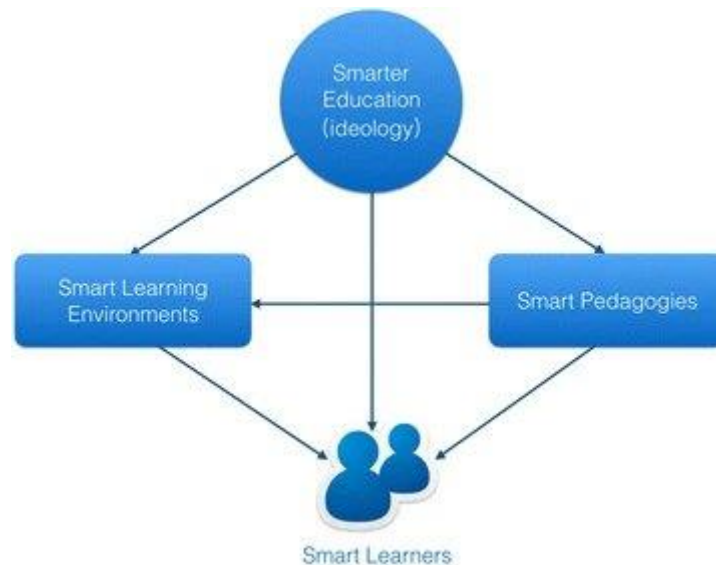 Smarter
Education
(ideology)
Smart Learning
Environments
Smart Pedagogies
Smart Learners